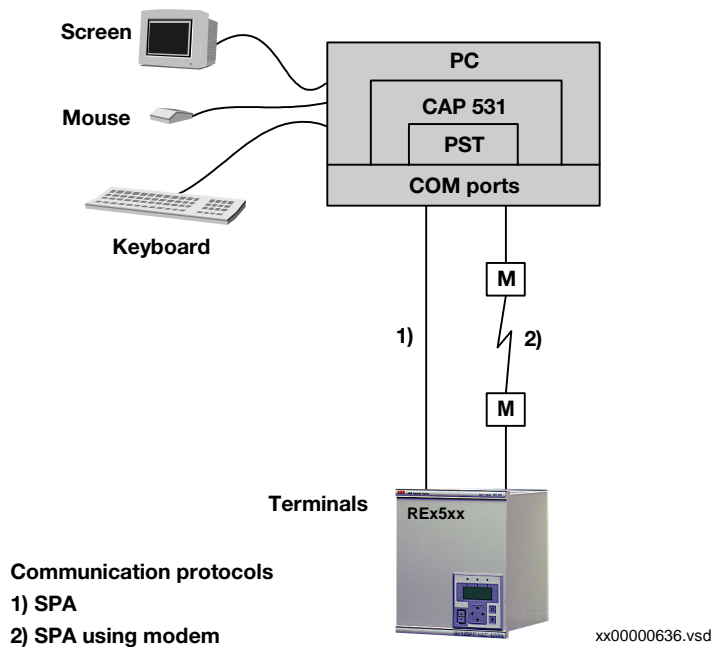 Screen
PC
CAP 531
Mouse
PST
COM ports
Keyboard
M
1)
2)
M
Terminals
ABB
REx5xx
Communication protocols
1) SPA
2) SPA using modem
xx00000636.vsd